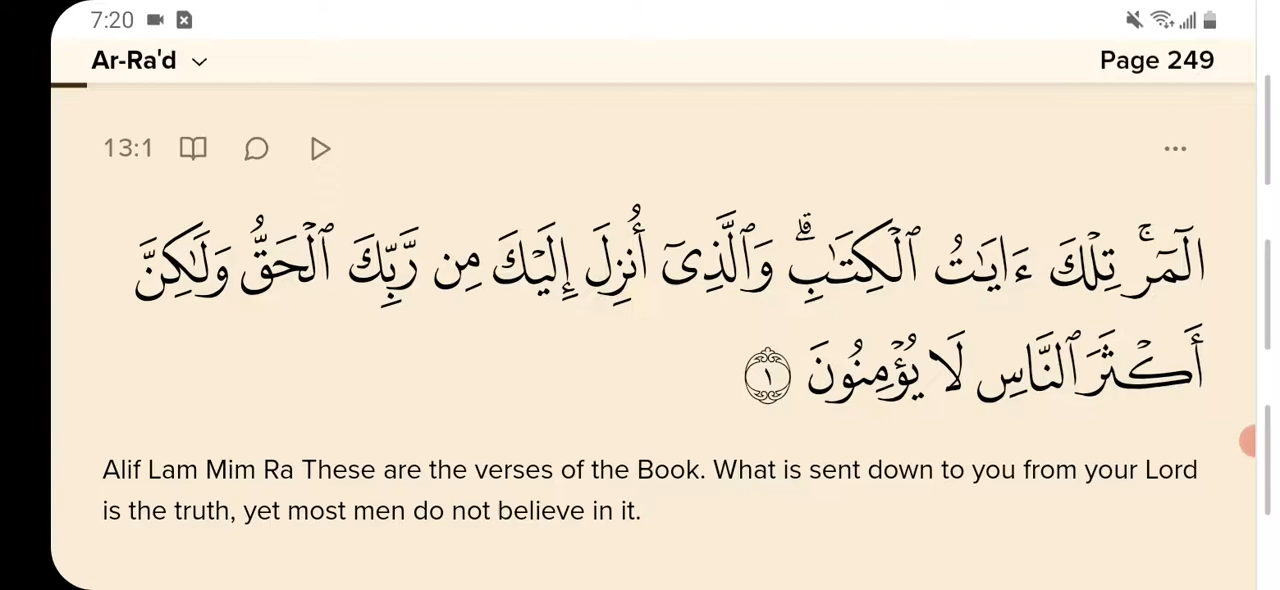 7:20
Ar-Ra'd
Page 249
13:1
الٓمٓرۚ تِلْكَ ءَايَـٰتُ ٱلْكِتَـٰبِ ۗ وَٱلَّذِىٓ أُنزِلَ إِلَيْكَ مِن رَّبِّكَ ٱلْحَقُّ وَلَـٰكِنَّ
أَكْثَرَ ٱلنَّاسِ لَا يُؤْمِنُونَ ١
Alif Lam Mim Ra These are the verses of the Book. What is sent down to you from your Lord
is the truth, yet most men do not believe in it.